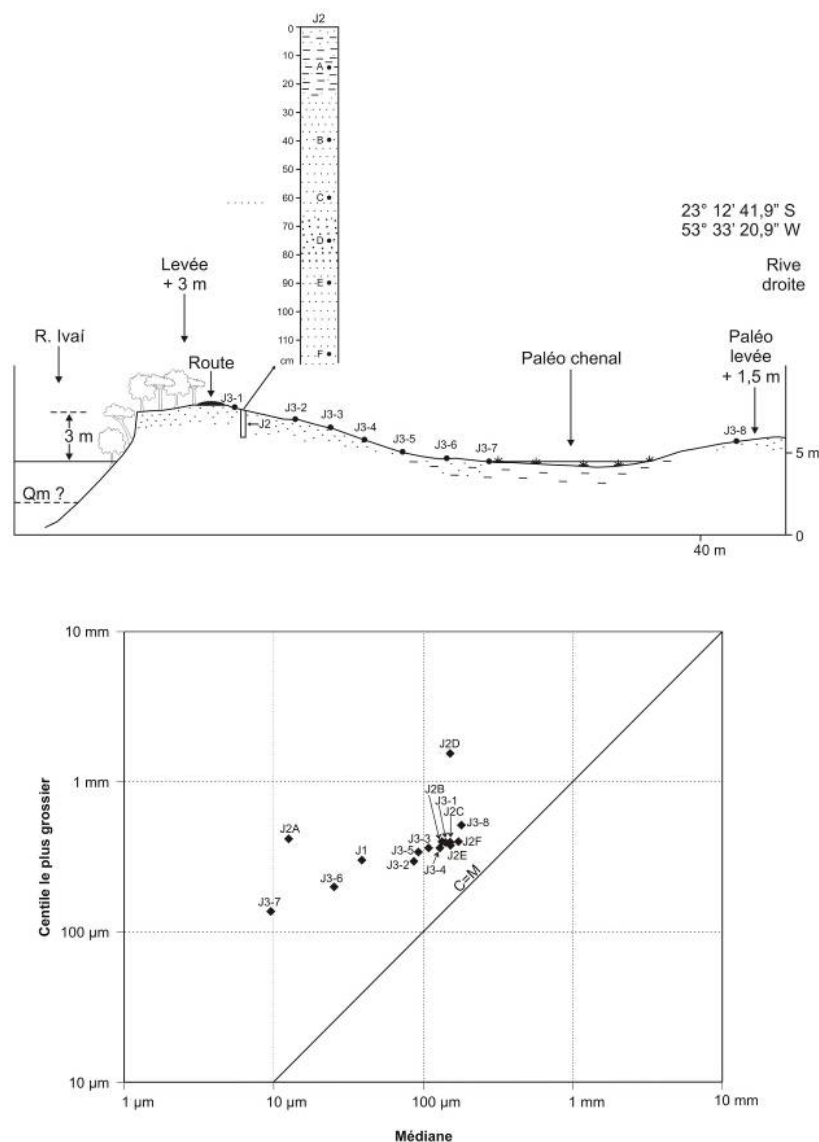 J2
0
10
A
20
30
40
B
50
60
C
70
D
80
E
90
100
110
F
cm
23° 12’ 41,9” S
53° 33’ 20,9” W
Rive
droite
Levée
+ 3 m
R. Ivaí
Route
Paléo chenal
Paléo
levée
+ 1,5 m
J3-1
J2
J3-2
J3-3
J3-4
J3-5
J3-6
J3-7
J3-8
3 m
Qm ?
5 m
0
40 m
10 mm
1 mm
100 µm
10 µm
Centile le plus grossier
J2D
J2B
J3-1
J2C
J3-8
J2A
J1
J3-3
J3-5
J3-2
J2F
J2E
J3-4
J3-6
J3-7
C=M
1 µm
10 µm
100 µm
1 mm
10 mm
Médiane